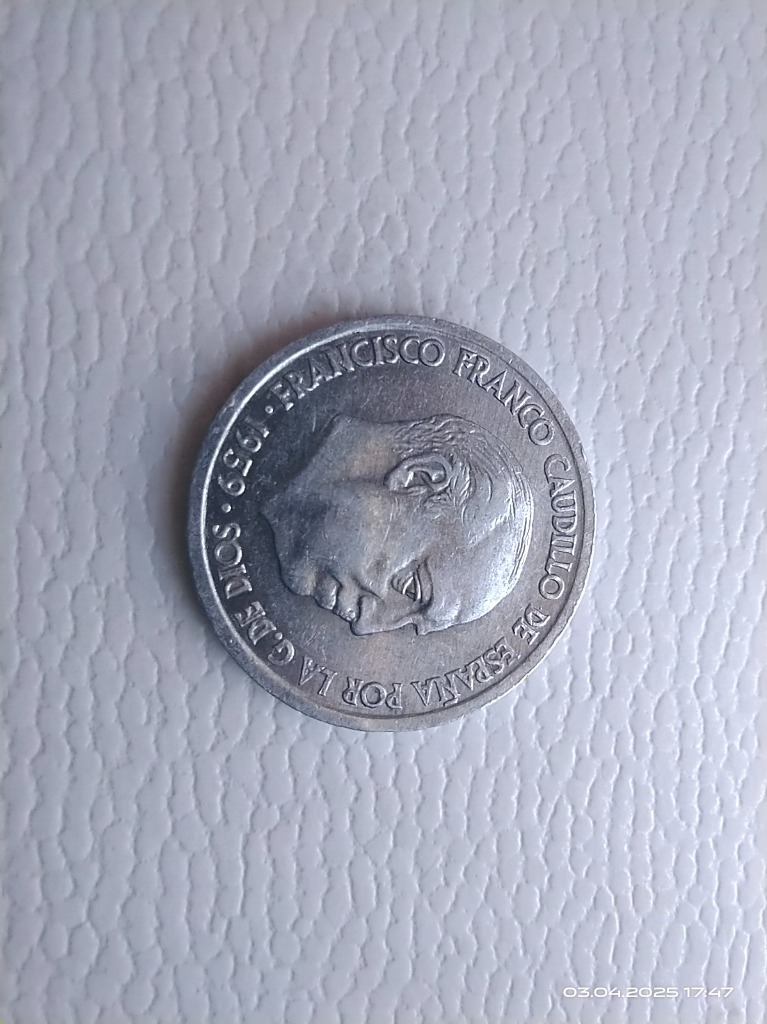 · 1959 · FRANCISCO FRANCO CAUDILLO DE ESPAÑA POR LA G. DE DIOS
03.04.2025 17:47